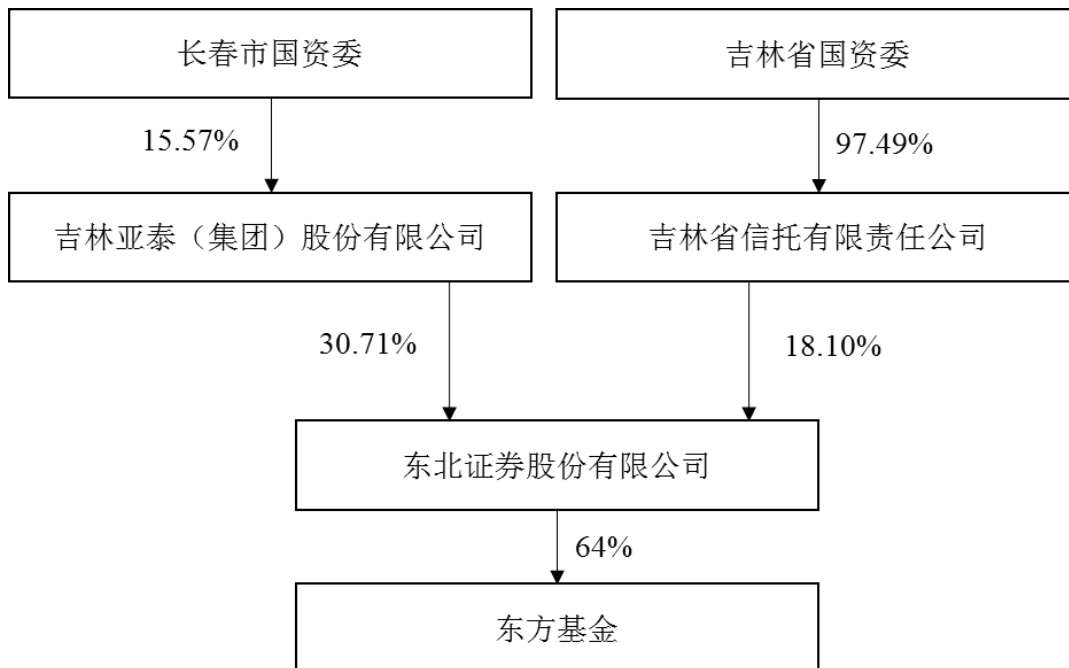 长春市国资委
吉林省国资委
15.57%
97.49%
吉林亚泰（集团）股份有限公司
吉林省信托有限责任公司
30.71%
18.10%
东北证券股份有限公司
64%
东方基金